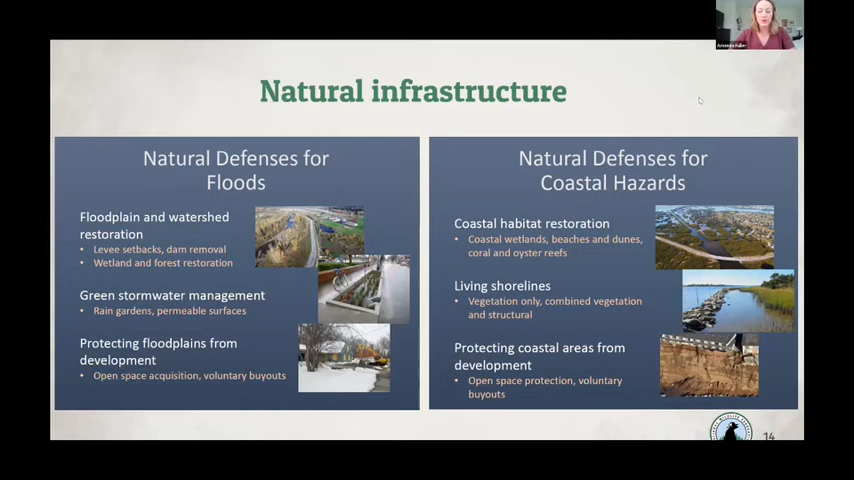 Amanda Fuller
Natural infrastructure
Natural Defenses for
Floods
Floodplain and watershed
restoration
• Levee setbacks, dam removal
• Wetland and forest restoration
Green stormwater management
• Rain gardens, permeable surfaces
Protecting floodplains from
development
• Open space acquisition, voluntary buyouts
Natural Defenses for
Coastal Hazards
Coastal habitat restoration
• Coastal wetlands, beaches and dunes,
coral and oyster reefs
Living shorelines
• Vegetation only, combined vegetation
and structural
Protecting coastal areas from
development
• Open space protection, voluntary
buyouts
14